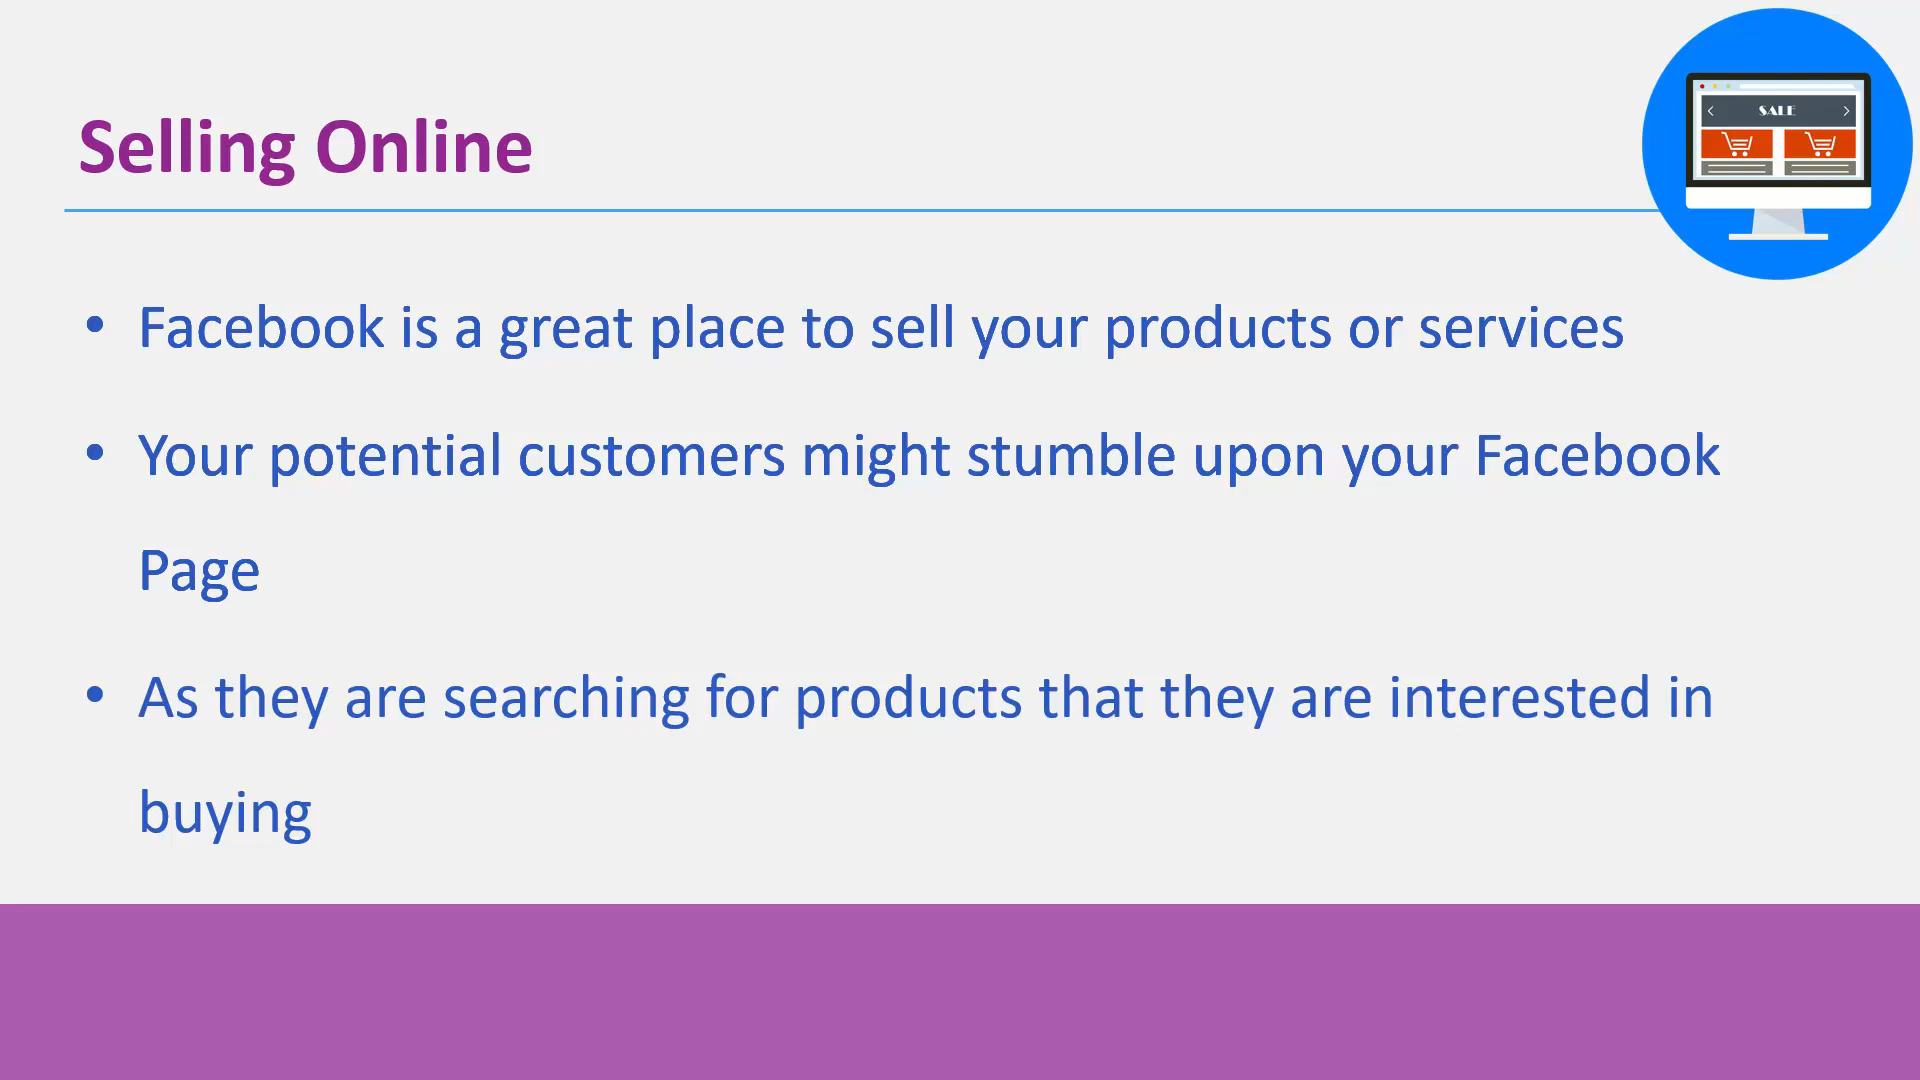 SALE
Selling Online
• Facebook is a great place to sell your products or services
• Your potential customers might stumble upon your Facebook
Page
• As they are searching for products that they are interested in
buying